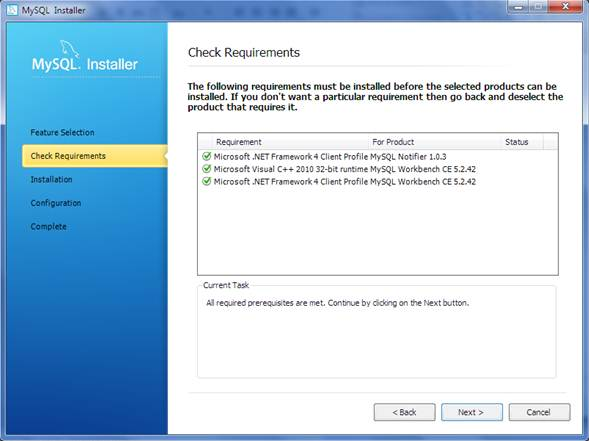 MySQL Installer
MySQL. Installer
Feature Selection
Check Requirements
Installation
Configuration
Complete
Check Requirements
The following requirements must be installed before the selected products can be
installed. If you don't want a particular requirement then go back and deselect the
product that requires it.
Requirement For Product Status
Microsoft .NET Framework 4 Client Profile MySQL Notifier 1.0.3
Microsoft Visual C++ 2010 32-bit runtime MySQL Workbench CE 5.2.42
Microsoft .NET Framework 4 Client Profile MySQL Workbench CE 5.2.42
Current Task
All required prerequisites are met. Continue by clicking on the Next button.
< Back Next > Cancel